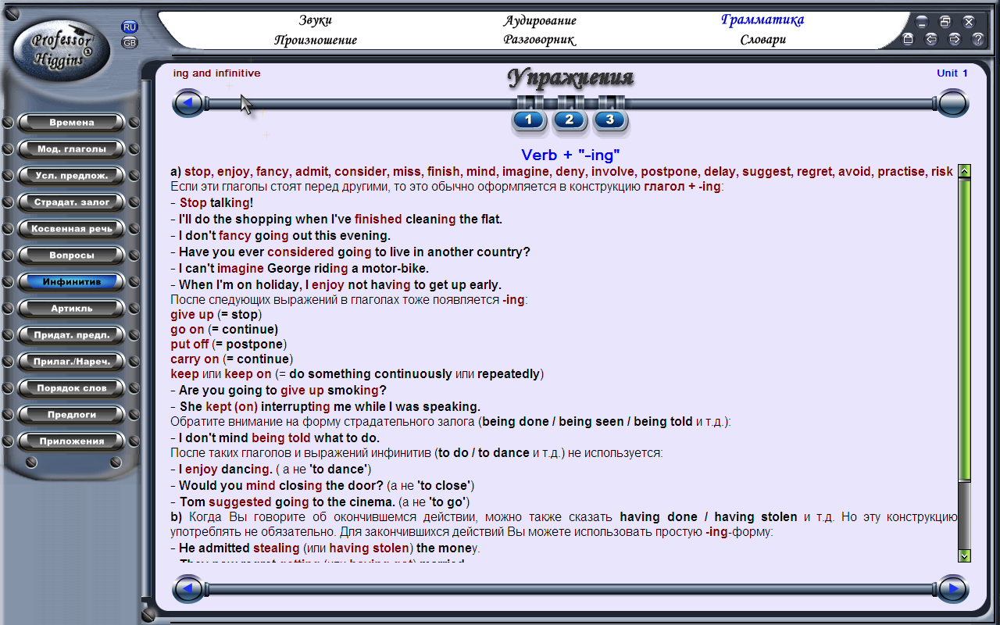 Professor Higgins
RU
GB
Звуки
Аудирование
Грамматика
Произношение
Разговорник
Словари
ing and infinitive
Упражнения
Unit 1
1 2 3
Времена
Мод. глаголы
Усл. предлож.
Страдат. залог
Косвенная речь
Вопросы
Инфинитив
Артикль
Придат. предл.
Прилаг./Нареч.
Порядок слов
Предлоги
Приложения
Verb + "-ing"
a) stop, enjoy, fancy, admit, consider, miss, finish, mind, imagine, deny, involve, postpone, delay, suggest, regret, avoid, practise, risk
Если эти глаголы стоят перед другими, то это обычно оформляется в конструкцию глагол + -ing:
- Stop talking!
- I'll do the shopping when I've finished cleaning the flat.
- I don't fancy going out this evening.
- Have you ever considered going to live in another country?
- I can't imagine George riding a motor-bike.
- When I'm on holiday, I enjoy not having to get up early.
После следующих выражений в глаголах тоже появляется -ing:
give up (= stop)
go on (= continue)
put off (= postpone)
carry on (= continue)
keep или keep on (= do something continuously или repeatedly)
- Are you going to give up smoking?
- She kept (on) interrupting me while I was speaking.
Обратите внимание на форму страдательного залога (being done / being seen / being told и т.д.):
- I don't mind being told what to do.
После таких глаголов и выражений инфинитив (to do / to dance и т.д.) не используется:
- I enjoy dancing. ( а не 'to dance')
- Would you mind closing the door? (а не 'to close')
- Tom suggested going to the cinema. (а не 'to go')
b) Когда Вы говорите об окончившемся действии, можно также сказать having done / having stolen и т.д. Но эту конструкцию
употреблять не обязательно. Для закончившихся действий Вы можете использовать простую -ing-форму:
- He admitted stealing (или having stolen) the money.
- They now regret getting (или having got) married.